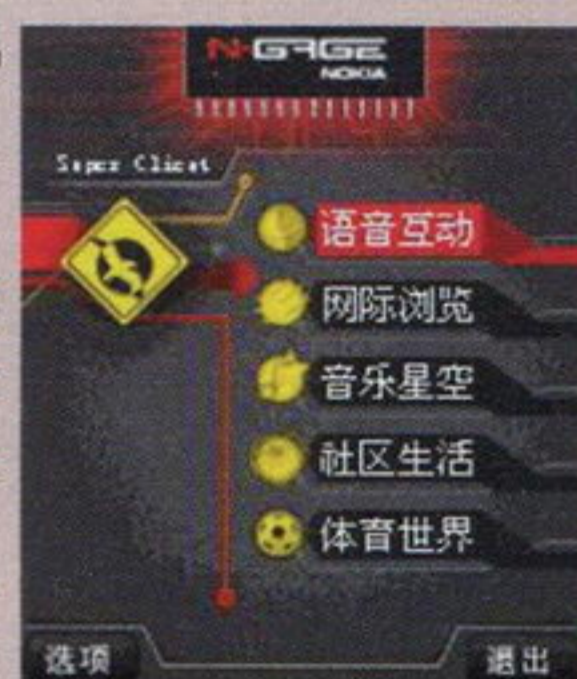 N-GAGE
NOKIA
Super Client
语音互动
网际浏览
音乐星空
社区生活
体育世界
选项
退出